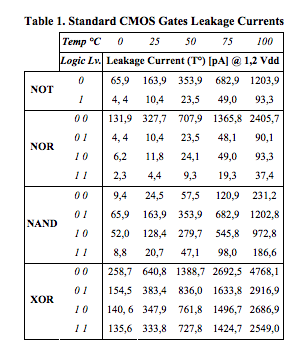 Table 1. Standard CMOS Gates Leakage Currents
Temp °C 0 25 50 75 100
Logic Lv. Leakage Current (T°) [pA] @ 1,2 Vdd
NOT 0 65,9 163,9 353,9 682,9 1203,9
1 4, 4 10,4 23,5 49,0 93,3
NOR 0 0 131,9 327,7 707,9 1365,8 2405,7
0 1 4, 4 10,4 23,5 48,1 90,1
1 0 6,2 11,8 24,1 49,0 93,3
1 1 2,3 4,4 9,3 19,3 37,4
NAND 0 0 9,4 24,5 57,5 120,9 231,2
0 1 65,9 163,9 353,9 682,9 1202,8
1 0 52,0 128,4 279,7 545,8 972,8
1 1 8,8 20,7 47,1 98,0 186,6
XOR 0 0 258,7 640,8 1388,7 2692,5 4768,1
0 1 154,5 383,4 836,0 1633,8 2916,9
1 0 140, 6 347,9 761,8 1496,7 2686,9
1 1 135,6 333,8 727,8 1424,7 2549,0